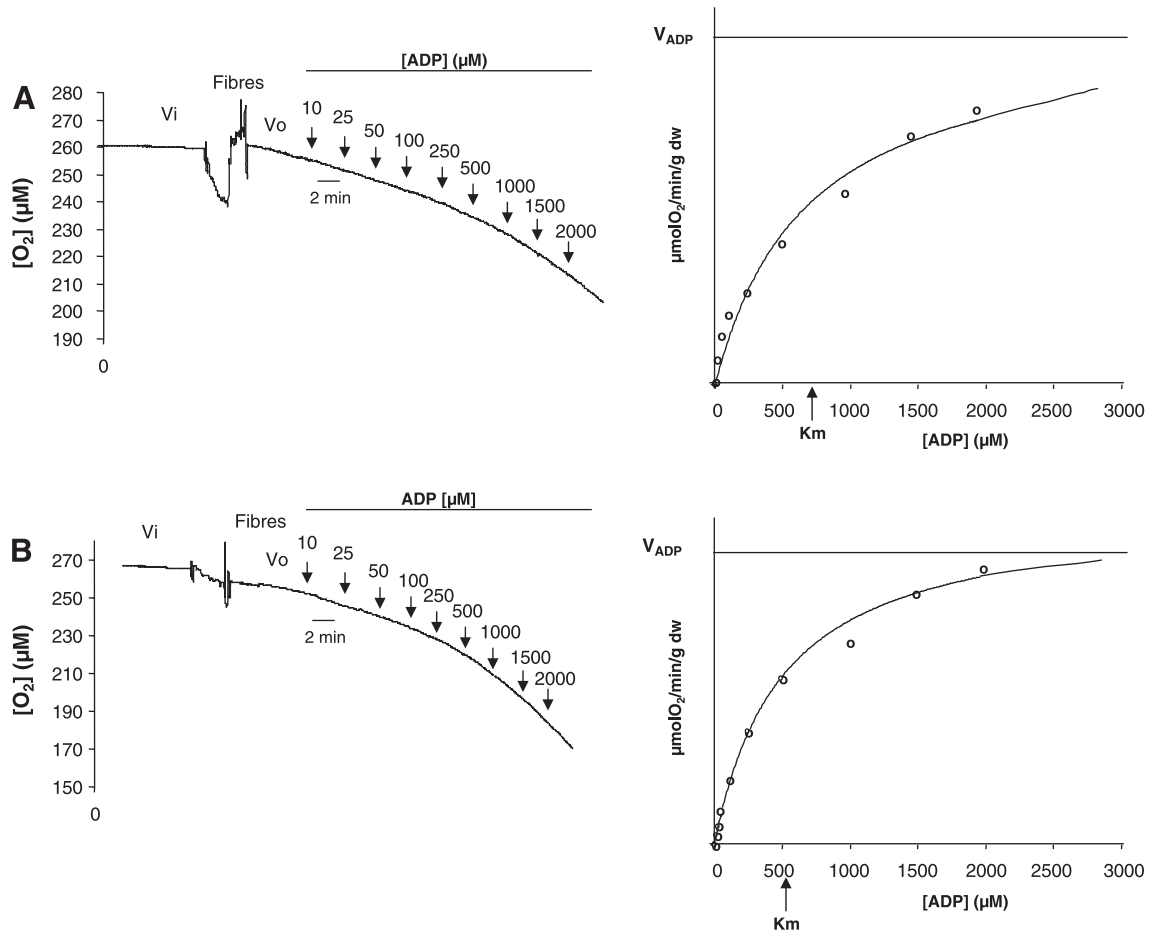 A
[ADP] (µM)
Fibres
Vi
Vo
10
25
50
100
250
500
1000
1500
2000
2 min
280
270
260
250
240
230
220
210
200
190
0
[O₂] (µM)
V_ADP
µmolO₂/min/g dw
0
500
1000
1500
2000
2500
3000
Km
[ADP] (µM)
B
ADP [µM]
Fibres
Vi
Vo
10
25
50
100
250
500
1000
1500
2000
2 min
270
250
230
210
190
170
150
0
[O₂] (µM)
V_ADP
µmolO₂/min/g dw
0
500
1000
1500
2000
2500
3000
[ADP] (µM)
Km